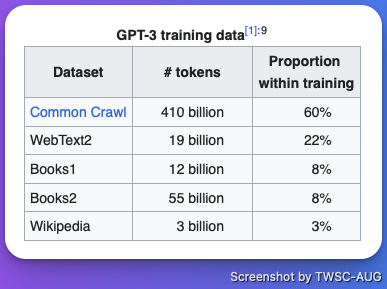 GPT-3 training data[1]:9
Dataset # tokens Proportion within training
Common Crawl 410 billion 60%
WebText2 19 billion 22%
Books1 12 billion 8%
Books2 55 billion 8%
Wikipedia 3 billion 3%
Screenshot by TWSC-AUG